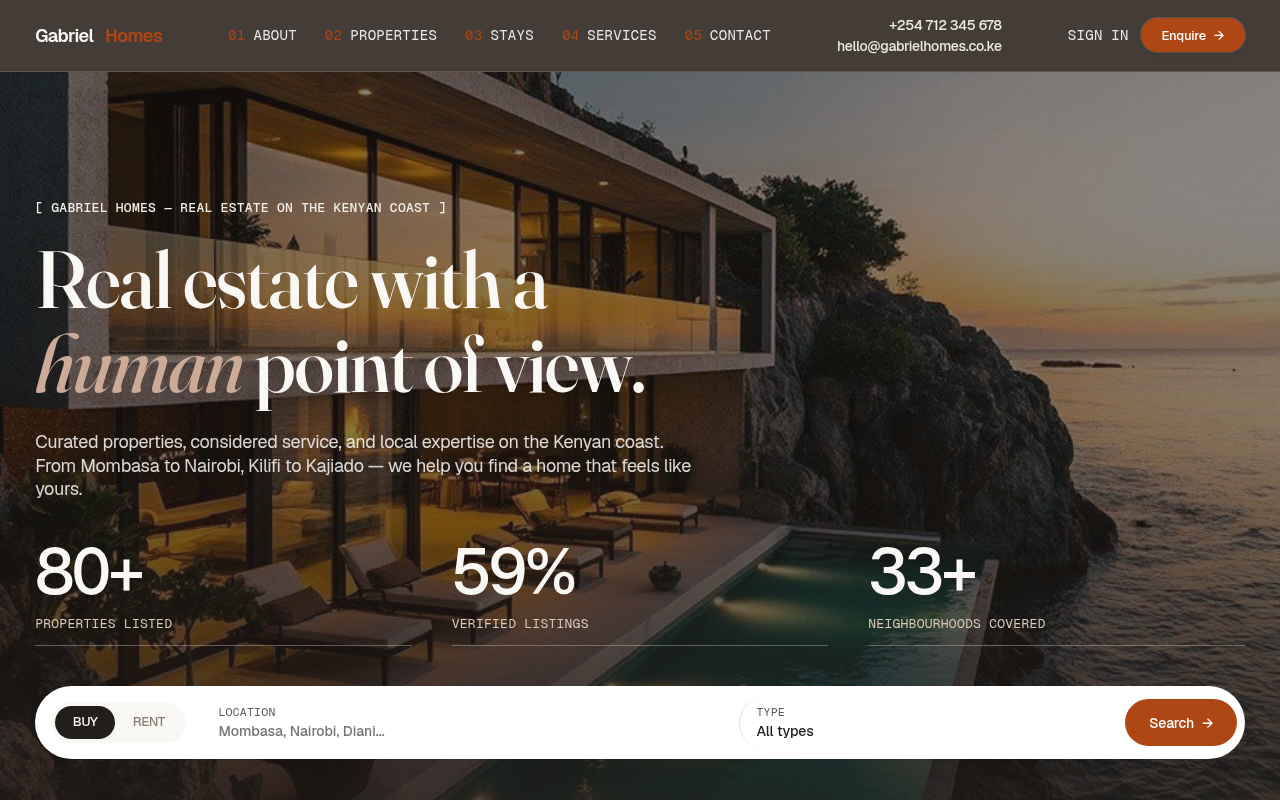 Gabriel Homes
01 ABOUT
02 PROPERTIES
03 STAYS
04 SERVICES
05 CONTACT
+254 712 345 678
hello@gabrielhomes.co.ke
SIGN IN
Enquire →
[ GABRIEL HOMES — REAL ESTATE ON THE KENYAN COAST ]
Real estate with a
human point of view.
Curated properties, considered service, and local expertise on the Kenyan coast.
From Mombasa to Nairobi, Kilifi to Kajiado — we help you find a home that feels like
yours.
80+
PROPERTIES LISTED
59%
VERIFIED LISTINGS
33+
NEIGHBOURHOODS COVERED
BUY
RENT
LOCATION
Mombasa, Nairobi, Diani...
TYPE
All types
Search →